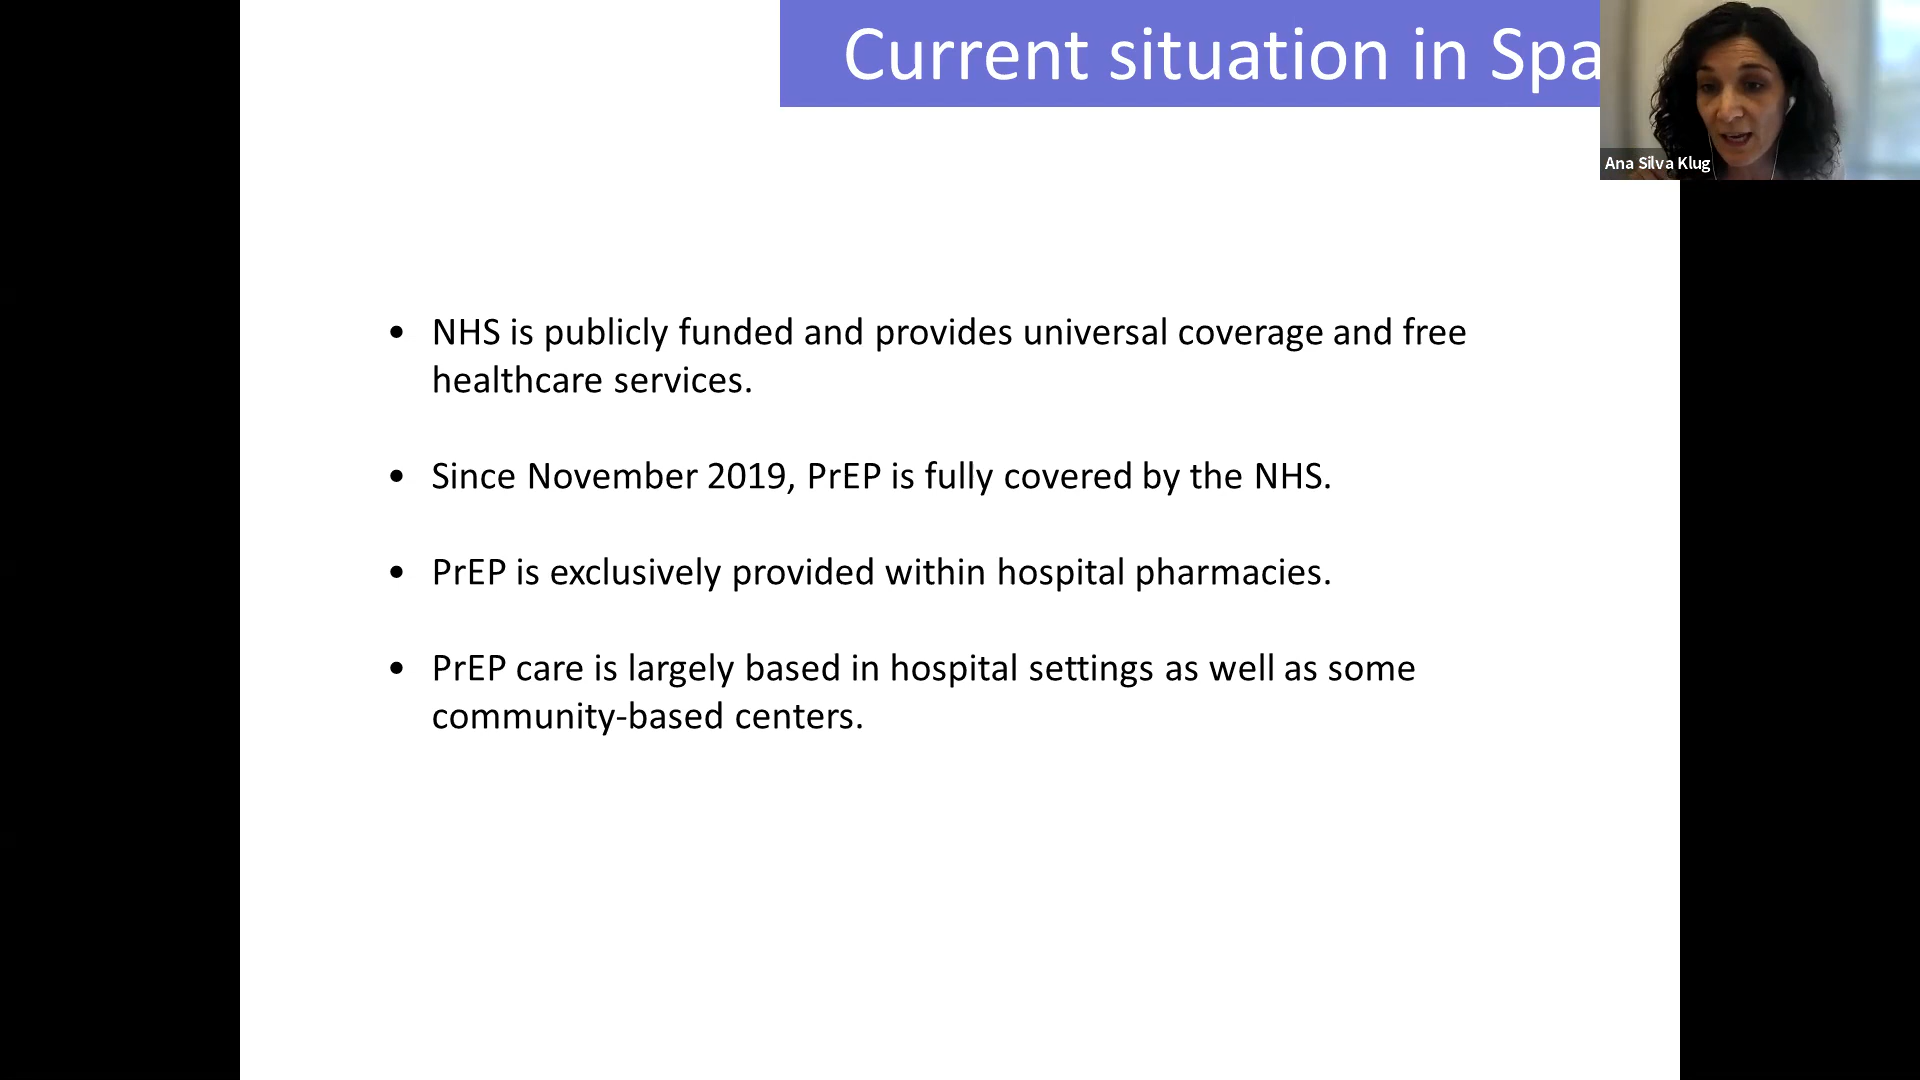 Current situation in Spa
Ana Silva Klug
• NHS is publicly funded and provides universal coverage and free
healthcare services.
• Since November 2019, PrEP is fully covered by the NHS.
• PrEP is exclusively provided within hospital pharmacies.
• PrEP care is largely based in hospital settings as well as some
community-based centers.